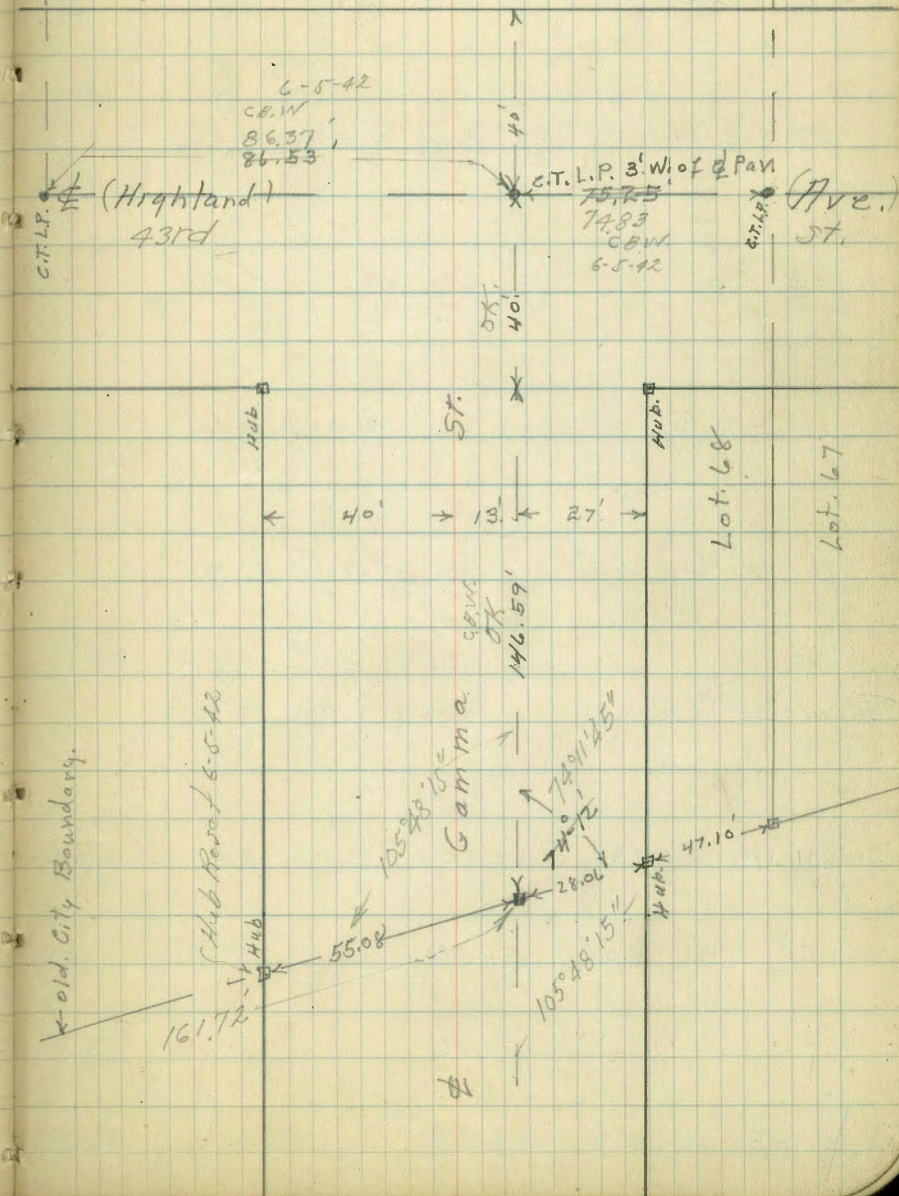 6-5-42
C.B.W
86.37'
86.53
40'
C.T.L.P. 3' W. of ℄ Pav
C.T.L.P.
℄ (Highland)
43rd
75.25'
74.83
C.B.W.
6-5-42
C.T.L.P.
(Ave.)
St.
OK.
40'
Hub
St.
Hub.
Lot. 68
Lot. 67
40'
13'
27'
C.B.W.
OK
146.59'
Gamma
old. City Boundary.
(Hub Reset 6-5-42
105°48'15"
74°11'45"
74°-12'
47.10'
28.06
Hub
Hub.
55.08
105°48'15"
161.72
℄